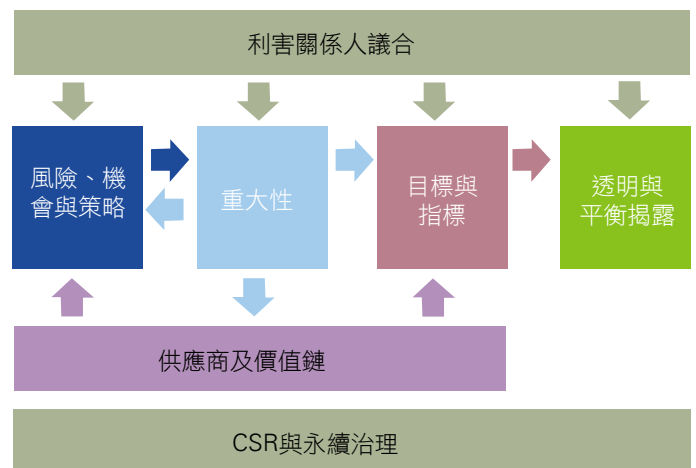 利害關係人議合
風險、機
會與策略
重大性
目標與
指標
透明與
平衡揭露
供應商及價值鏈
CSR與永續治理